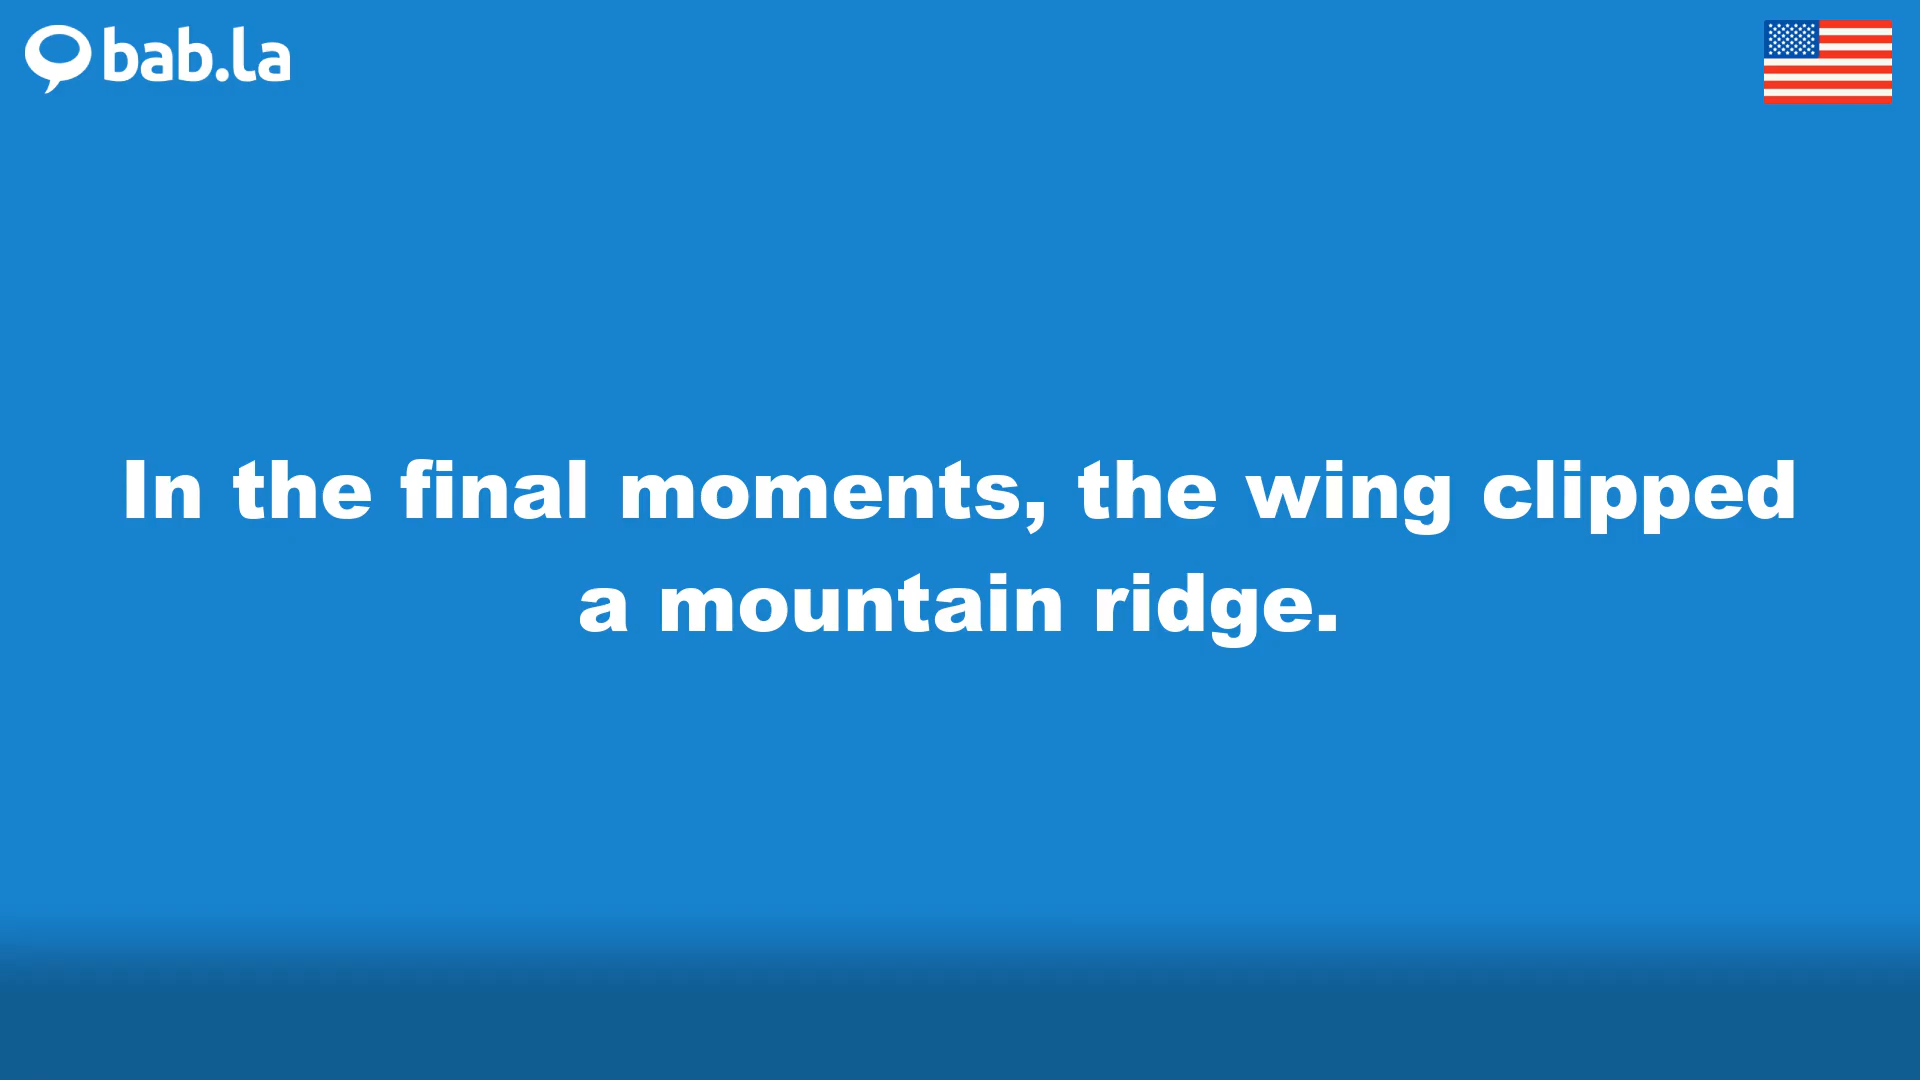 bab.la
In the final moments, the wing clipped
a mountain ridge.